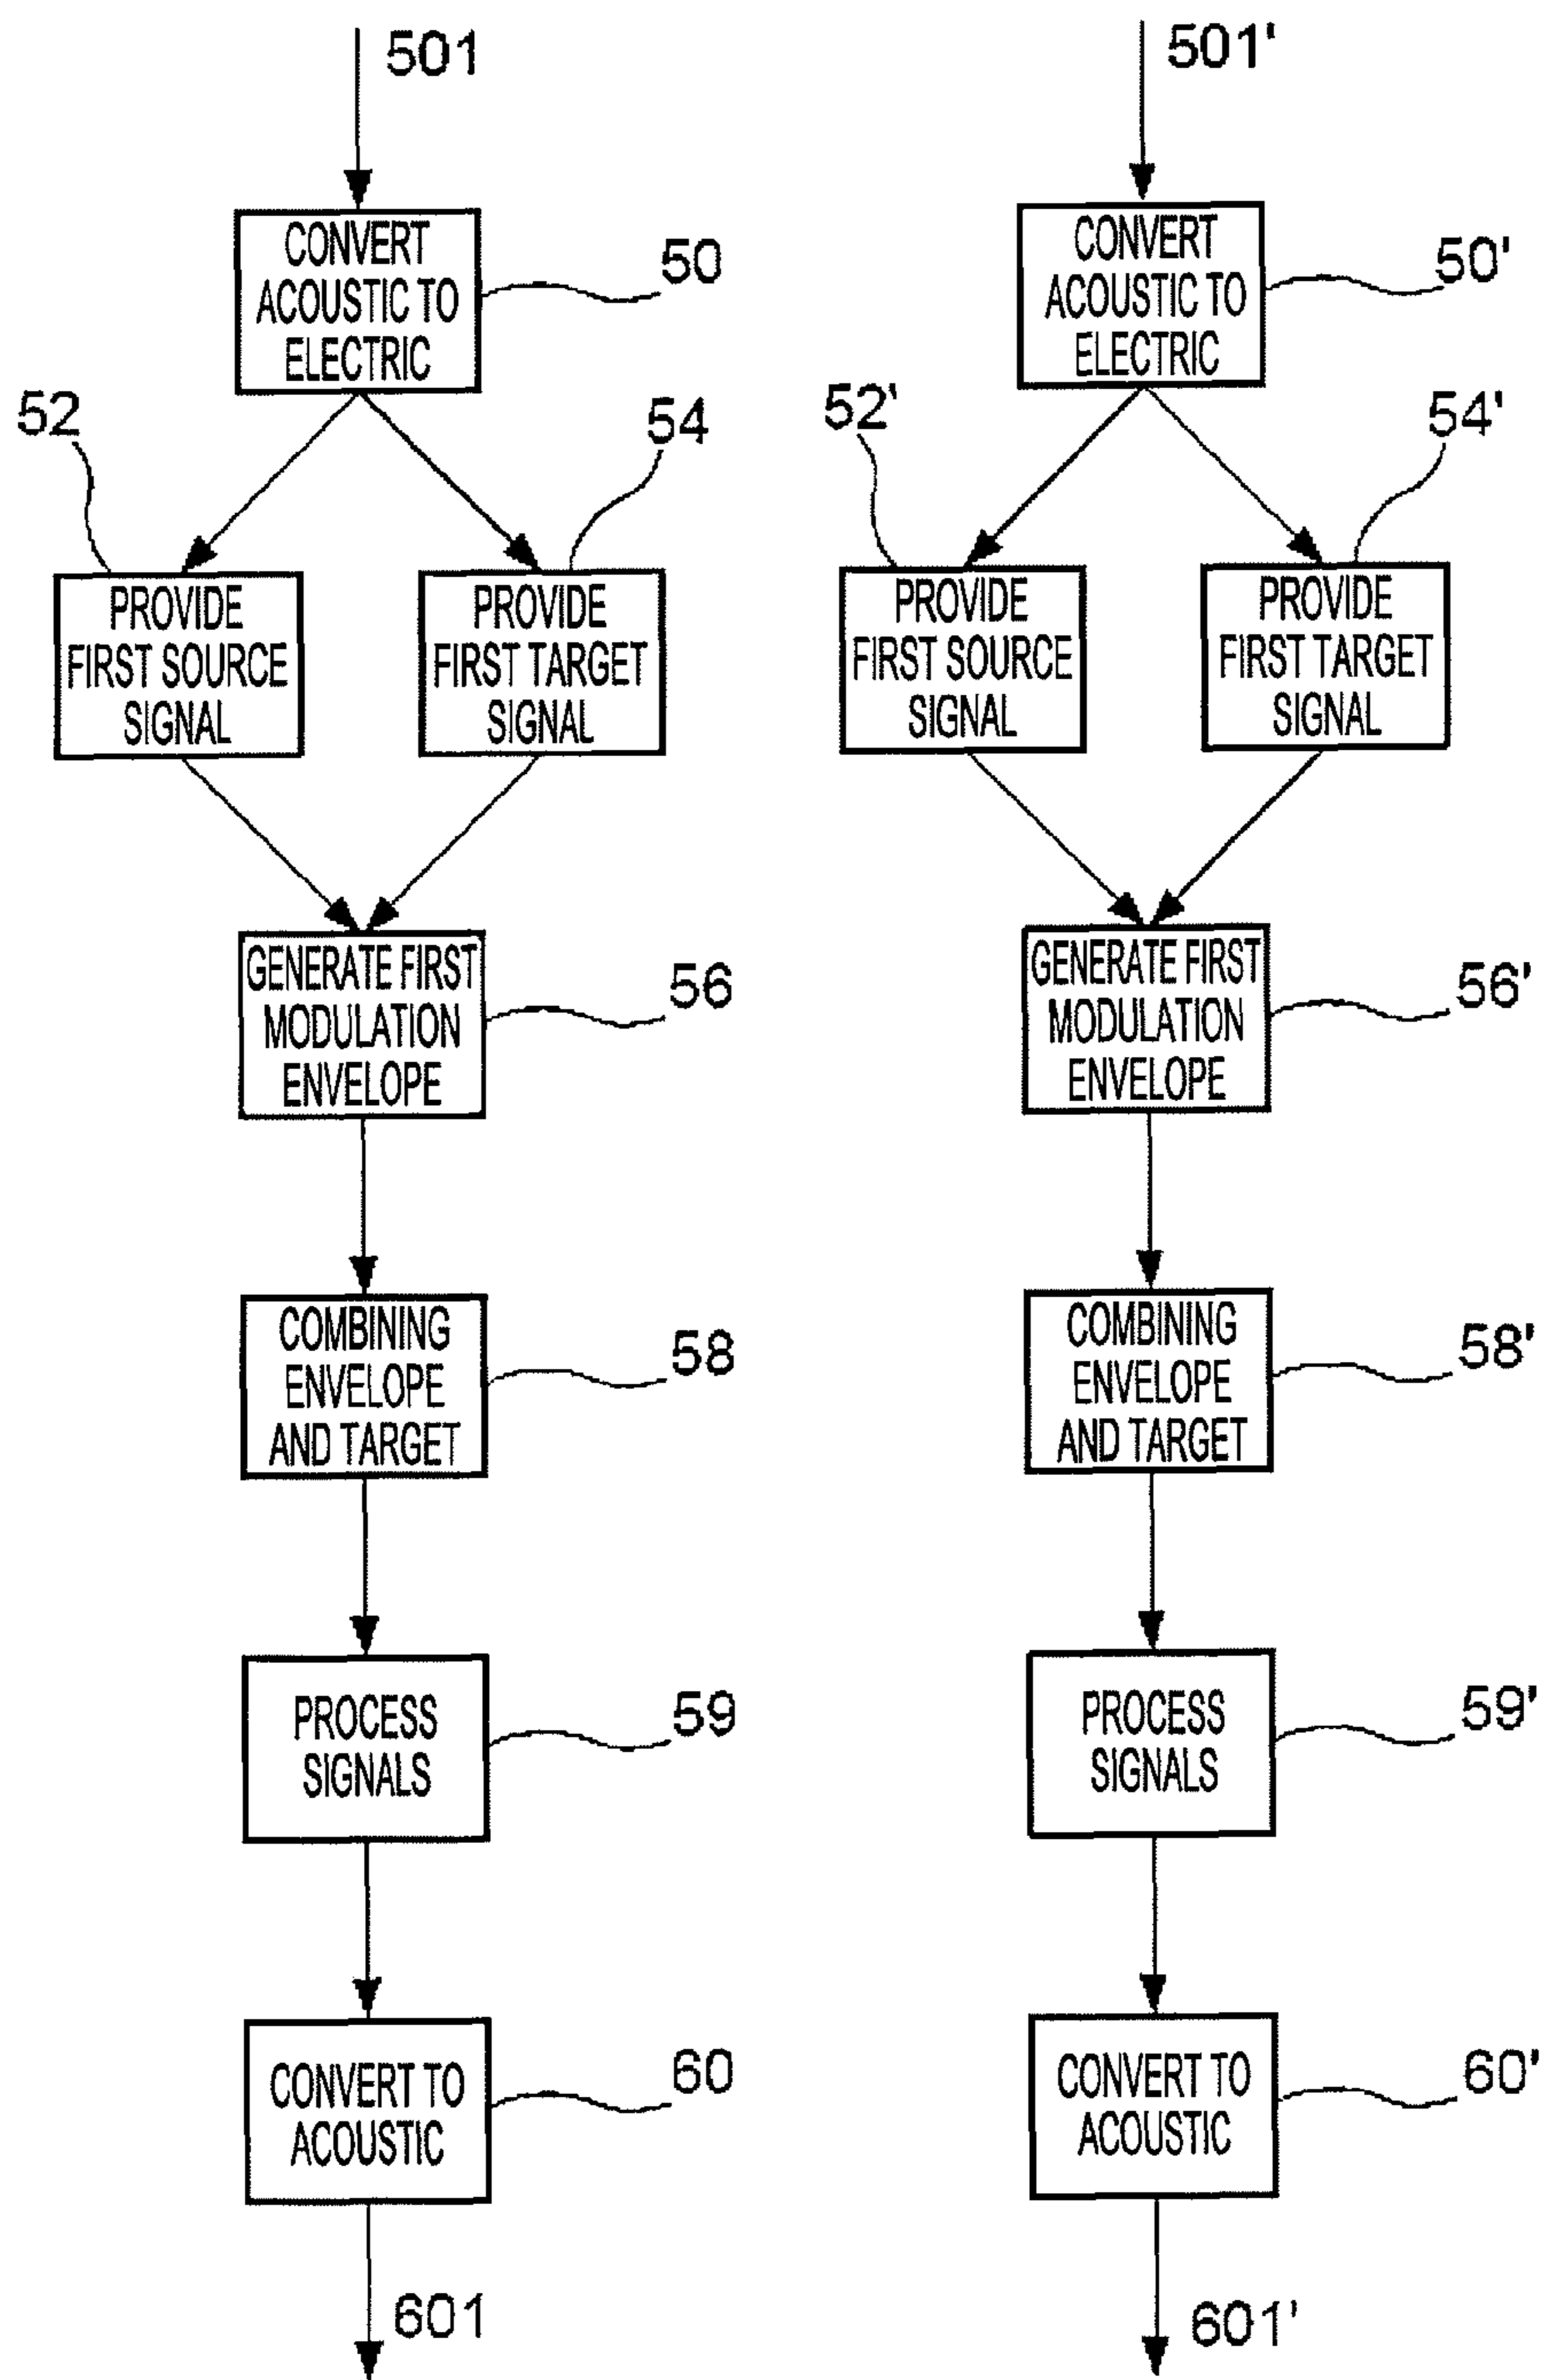 501
CONVERT
ACOUSTIC TO
ELECTRIC
50
52
54
PROVIDE
FIRST SOURCE
SIGNAL
PROVIDE
FIRST TARGET
SIGNAL
GENERATE FIRST
MODULATION
ENVELOPE
56
COMBINING
ENVELOPE
AND TARGET
58
PROCESS
SIGNALS
59
CONVERT TO
ACOUSTIC
60
601
501'
CONVERT
ACOUSTIC TO
ELECTRIC
50'
52'
54'
PROVIDE
FIRST SOURCE
SIGNAL
PROVIDE
FIRST TARGET
SIGNAL
GENERATE FIRST
MODULATION
ENVELOPE
56'
COMBINING
ENVELOPE
AND TARGET
58'
PROCESS
SIGNALS
59'
CONVERT TO
ACOUSTIC
60'
601'